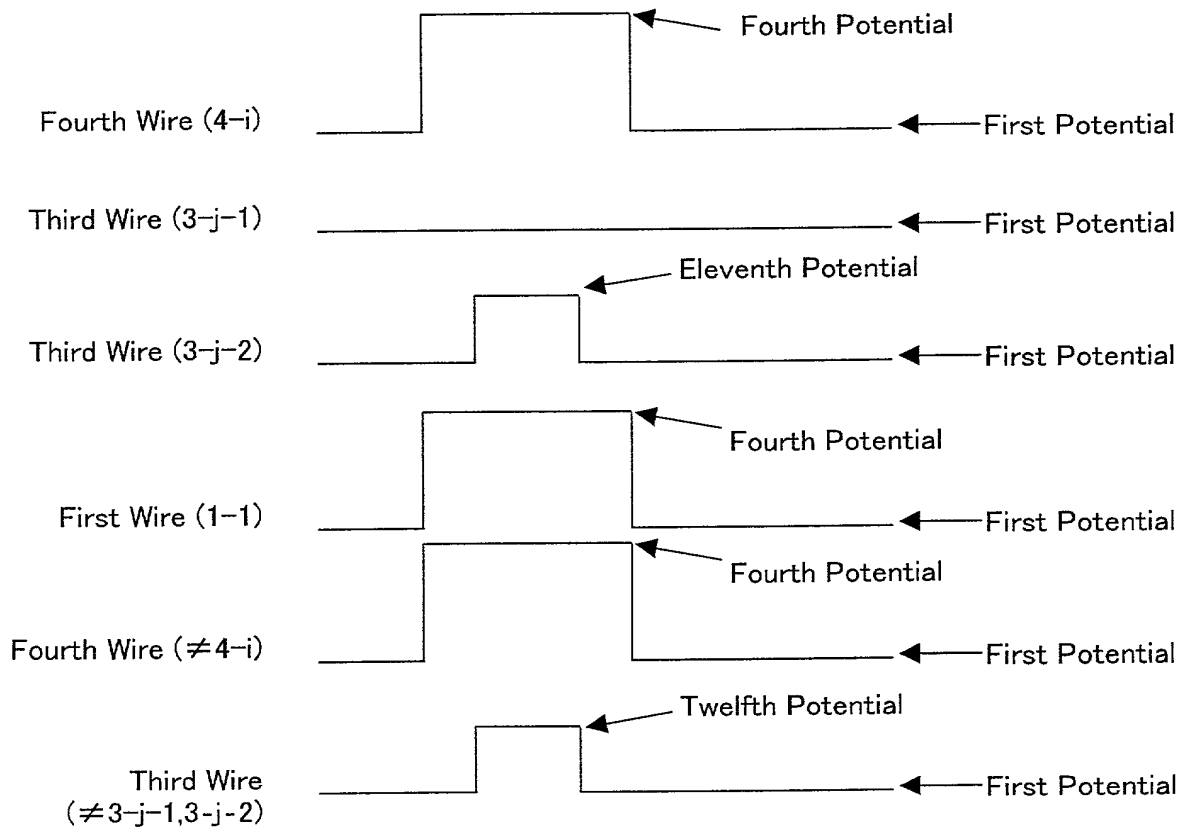 Fourth Potential
Fourth Wire (4-i)
First Potential
Third Wire (3-j-1)
First Potential
Eleventh Potential
Third Wire (3-j-2)
First Potential
Fourth Potential
First Wire (1-1)
First Potential
Fourth Potential
Fourth Wire (≠4-i)
First Potential
Twelfth Potential
Third Wire
(≠3-j-1,3-j-2)
First Potential